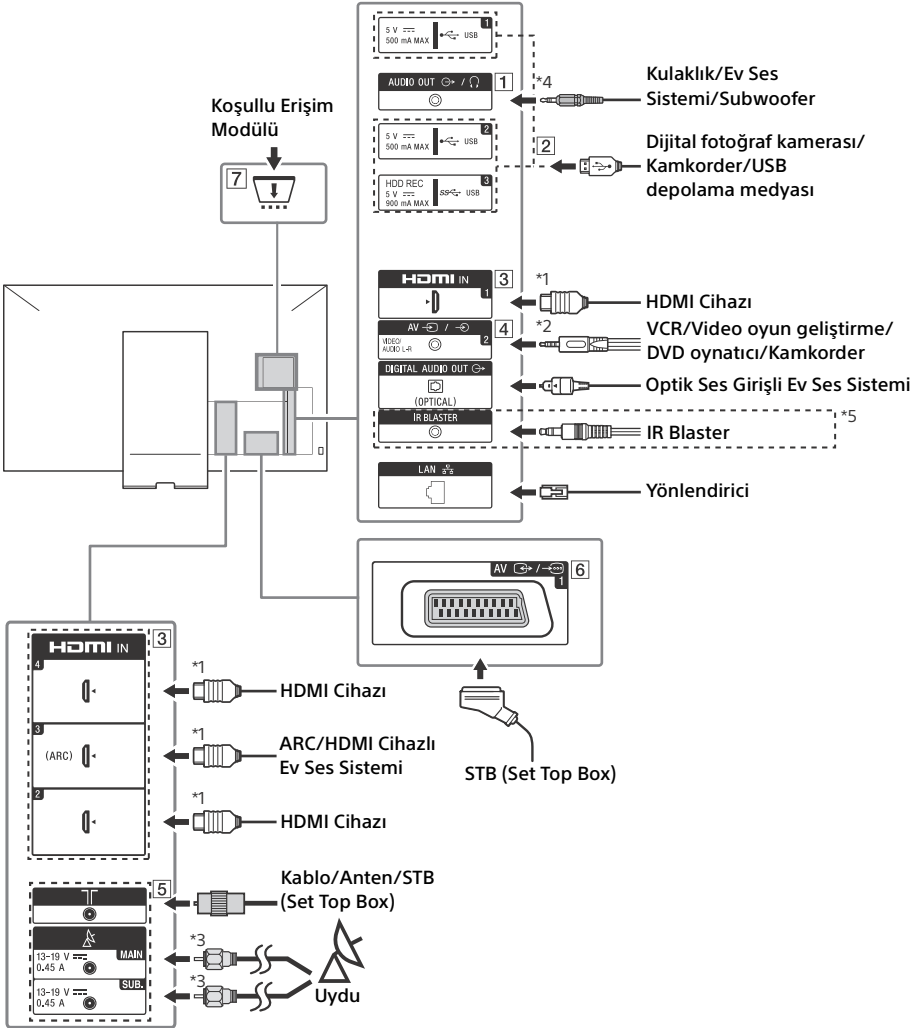 5 V
500 mA MAX
USB
1
AUDIO OUT /
1
*4
Kulaklık/Ev Ses
Sistemi/Subwoofer
Koşullu Erişim
Modülü
7
5 V
500 mA MAX
USB
2
2
Dijital fotoğraf kamerası/
Kamkorder/USB
depolama medyası
HDD REC
5 V
900 mA MAX
SS
USB
3
HDMI IN
3
1
*1
HDMI Cihazı
AV /
4
VIDEO/
AUDIO L-R
2
*2
VCR/Video oyun geliştirme/
DVD oynatıcı/Kamkorder
DIGITAL AUDIO OUT
(OPTICAL)
Optik Ses Girişli Ev Ses Sistemi
IR BLASTER
IR Blaster
*5
LAN
Yönlendirici
AV /
1
6
STB (Set Top Box)
HDMI IN
3
4
*1
HDMI Cihazı
3
(ARC)
*1
ARC/HDMI Cihazlı
Ev Ses Sistemi
2
*1
HDMI Cihazı
5
Kablo/Anten/STB
(Set Top Box)
13-19 V
0.45 A
MAIN
*3
13-19 V
0.45 A
SUB.
*3
Uydu